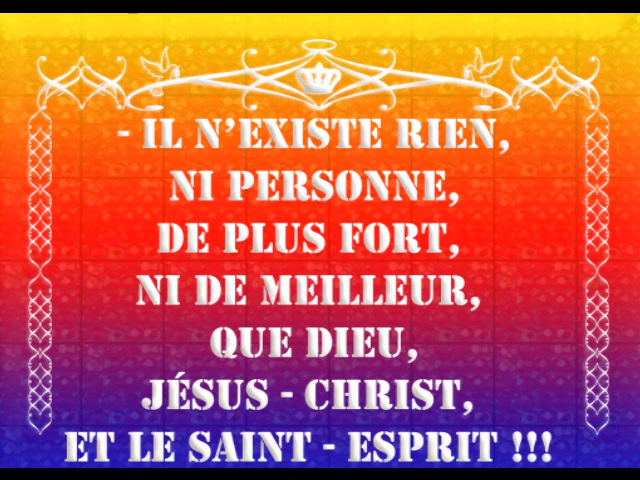 - IL N'EXISTE RIEN,
NI PERSONNE,
DE PLUS FORT,
NI DE MEILLEUR,
QUE DIEU,
JÉSUS - CHRIST,
ET LE SAINT - ESPRIT !!!